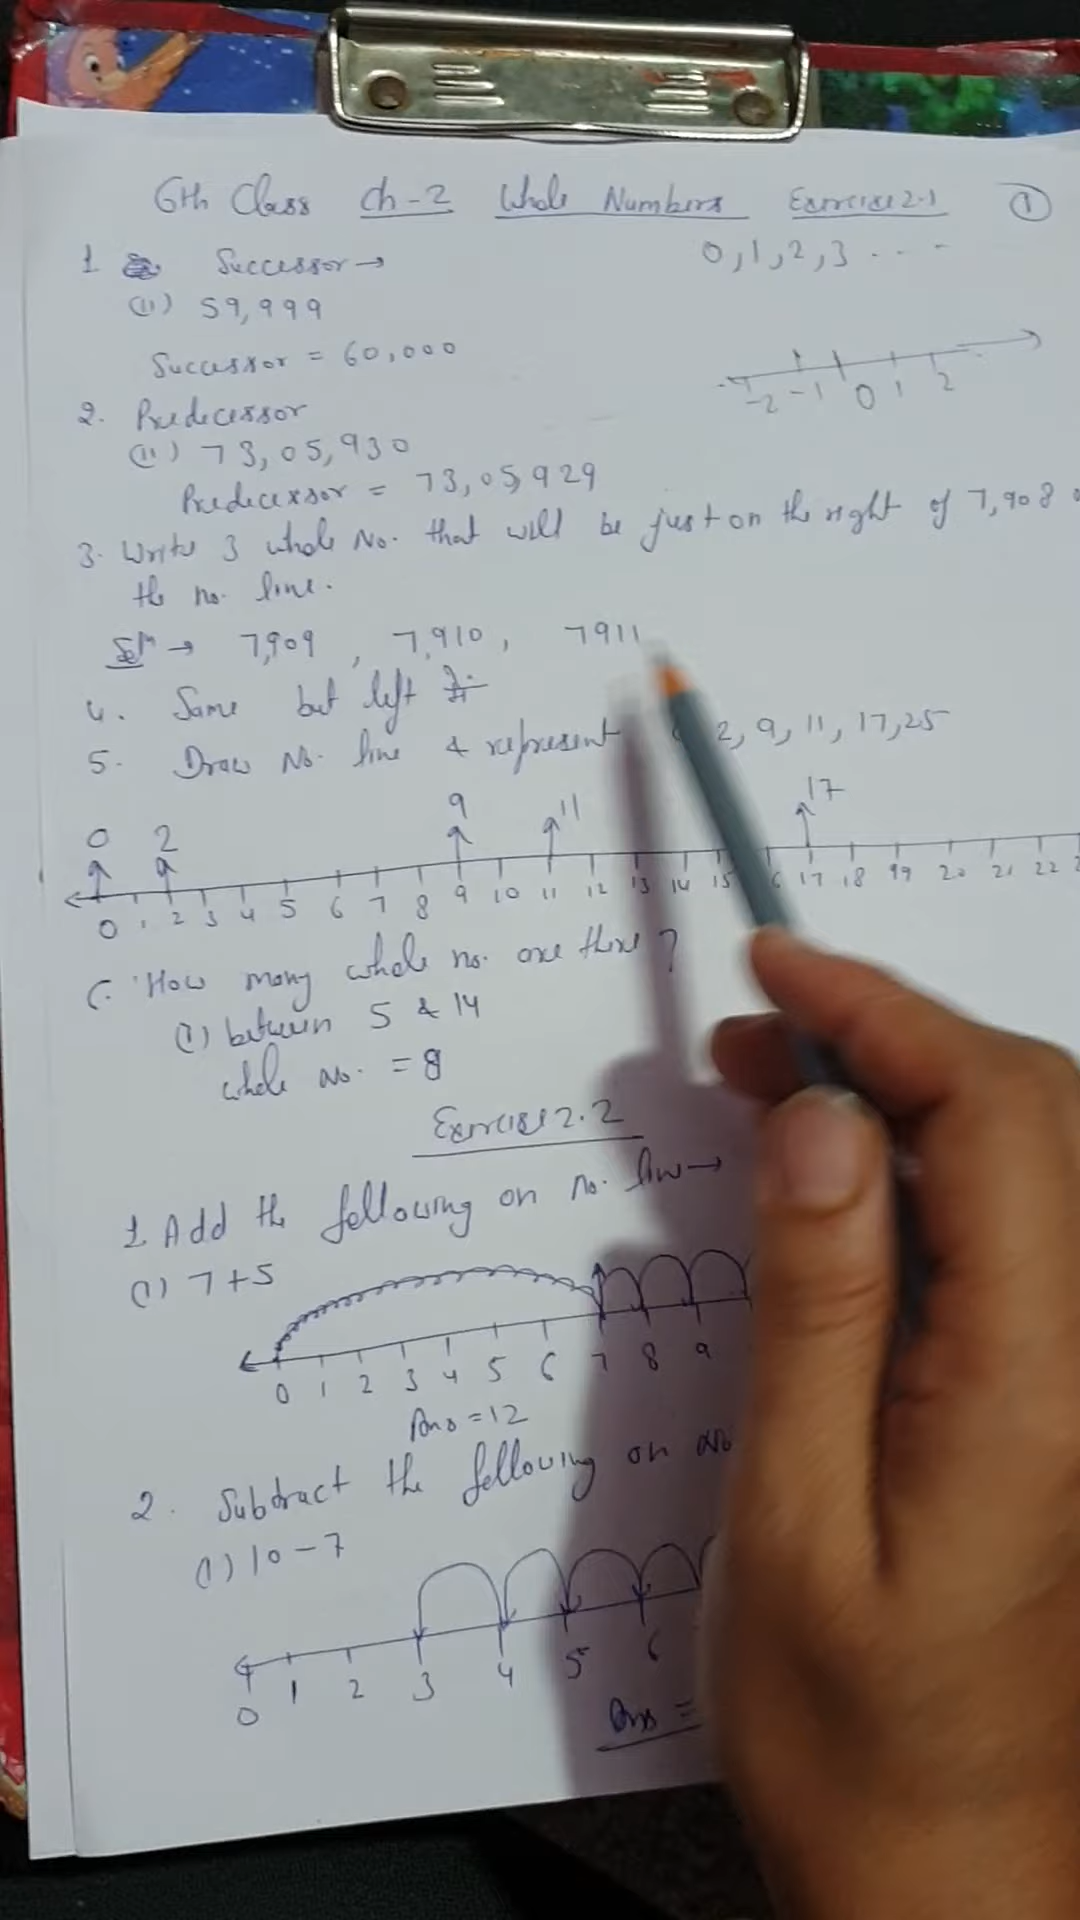 6th Class Ch-2 Whole Numbers Exercise 2.1 1
1 Successor → 0, 1, 2, 3 . . . -
(ii) 59,999
Successor = 60,000
-2 -1 0 1 2
2. Predecessor
(ii) 73,05,930
Predecessor = 73,05,929
3. Write 3 whole No. that will be just on the right of 7,908
the no. line.
Solⁿ → 7,909 , 7,910, 7911
4. Same but left
5. Draw No. line & represent 2, 9, 11, 17, 25
0 2 9 11 17
0 1 2 3 4 5 6 7 8 9 10 11 12 13 14 15 6 17 18 19 20 21 22
6. How many whole no. are there?
(i) between 5 & 14
whole no. = 8
Exercise 2.2
1 Add the following on no. line →
(i) 7+5
0 1 2 3 4 5 6 7 8 9
Ans = 12
2. Subtract the following on no
(i) 10 - 7
0 1 2 3 4 5 6
Ans =